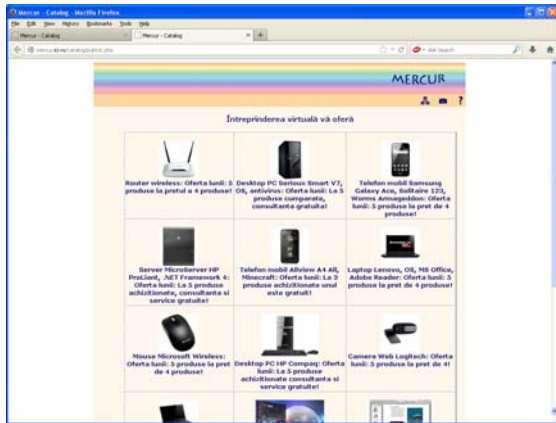 Mercur - Catalog - Mozilla Firefox
File Edit View History Bookmarks Tools Help
Mercur - Catalog
Mercur - Catalog
Ask Search
MERCUR
?
Întreprinderea virtuală vă oferă
Router wireless: Oferta lunii: 5
produse la pretul a 4 produse!
Desktop PC Serioux Smart V7,
OS, antivirus: Oferta lunii: La 5
produse cumparate,
consultanta gratuita!
Telefon mobil Samsung
Galaxy Ace, Solitaire 123,
Worms Armageddon: Oferta
lunii: 5 produse la pret de 4
produse!
Server MicroServer HP
ProLiant, .NET Framework 4:
Oferta lunii: La 5 produse
achizitionate, consultanta si
service gratuite!
Telefon mobil Allview A4 All,
Minecraft: Oferta lunii: La 3
produse achizitionate unul
este gratuit!
Laptop Lenovo, OS, MS Office,
Adobe Reader: Oferta lunii: 5
produse la pret de 4 produse!
Mouse Microsoft Wireless:
Oferta lunii: 5 produse la pret
de 4 produse!
Desktop PC HP Compaq: Oferta
lunii: La 5 produse
achizitionate consultanta si
service gratuite!
Camera Web Logitech: Oferta
lunii: 5 produse la pret de 4!